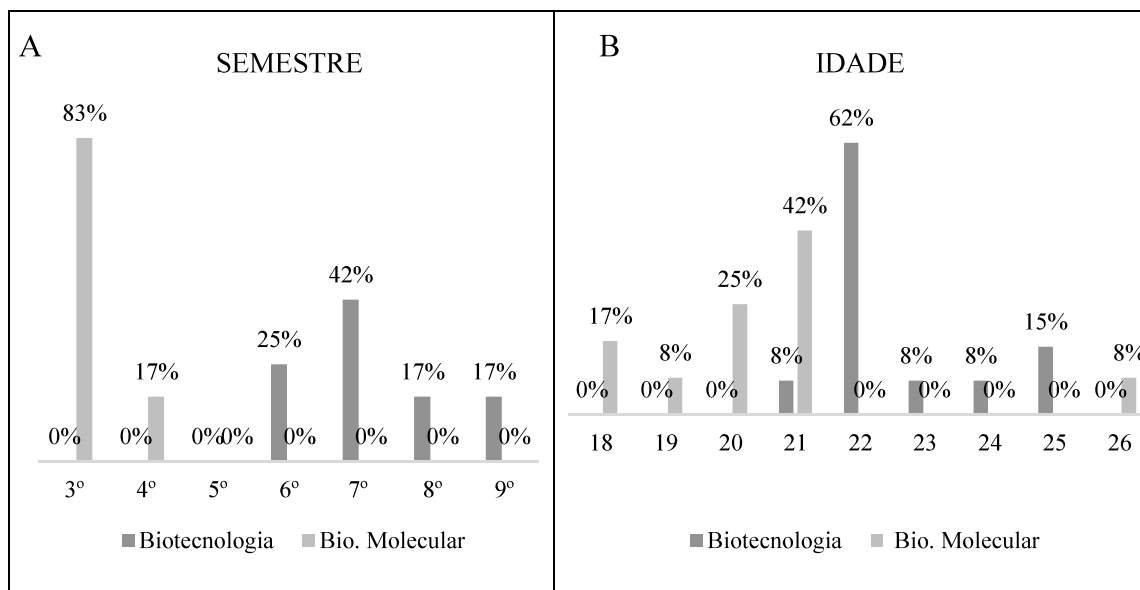 A
SEMESTRE
83%
42%
25%
17%
17%
17%
0%
0%
0%
0%
0%
0%
0%
0%
3º
4º
5º
6º
7º
8º
9º
Biotecnologia
Bio. Molecular
B
IDADE
62%
42%
25%
17%
15%
8%
8%
8%
8%
8%
0%
0%
0%
0%
0%
0%
0%
0%
18
19
20
21
22
23
24
25
26
Biotecnologia
Bio. Molecular